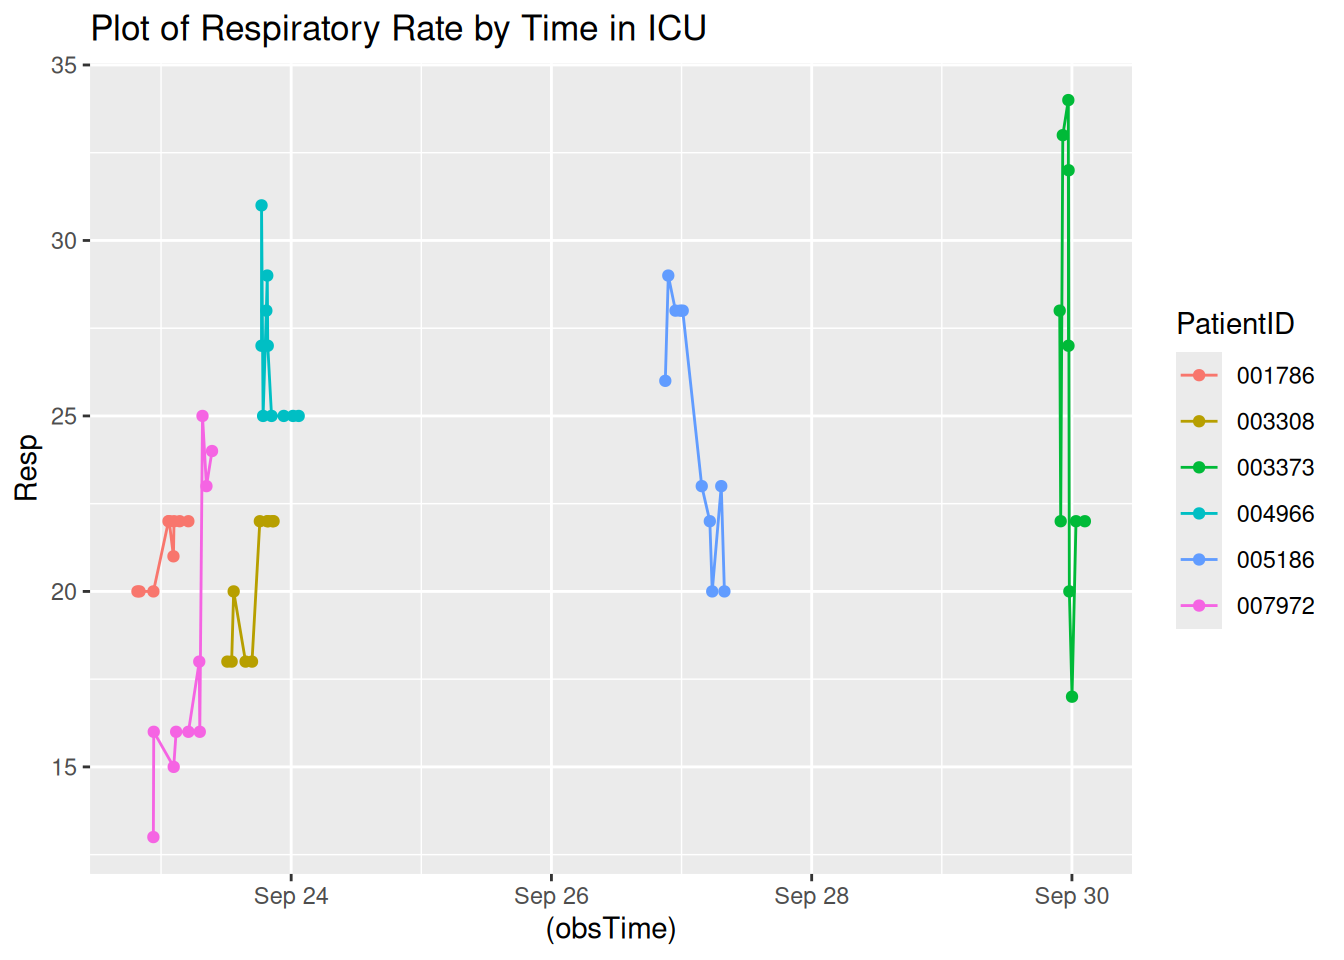 Plot of Respiratory Rate by Time in ICU
35
30
25
20
15
Resp
Sep 24
Sep 26
Sep 28
Sep 30
(obsTime)
PatientID
001786
003308
003373
004966
005186
007972